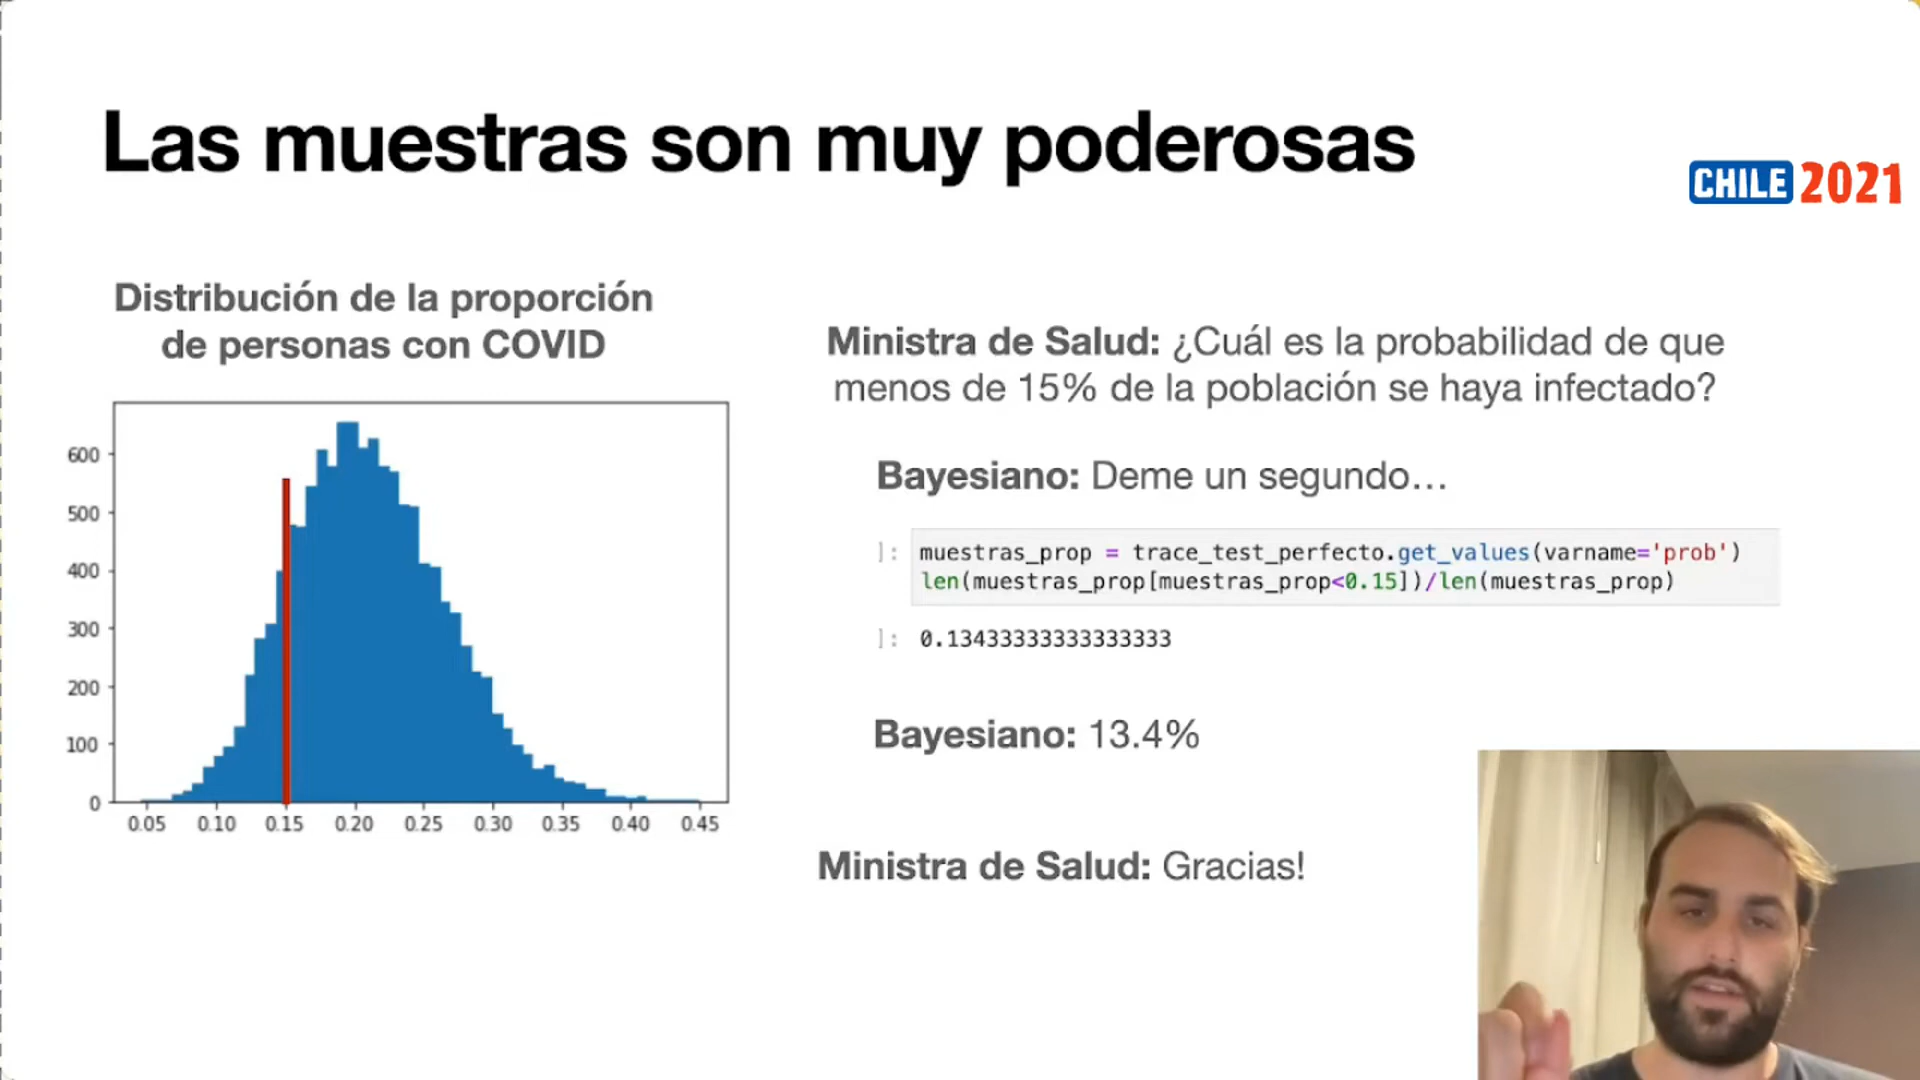 Las muestras son muy poderosas
CHILE 2021
Distribución de la proporción
de personas con COVID
600
500
400
300
200
100
0
0.05 0.10 0.15 0.20 0.25 0.30 0.35 0.40 0.45
Ministra de Salud: ¿Cuál es la probabilidad de que
menos de 15% de la población se haya infectado?
Bayesiano: Deme un segundo...
]: muestras_prop = trace_test_perfecto.get_values(varname='prob')
len(muestras_prop[muestras_prop<0.15])/len(muestras_prop)
]: 0.13433333333333333
Bayesiano: 13.4%
Ministra de Salud: Gracias!